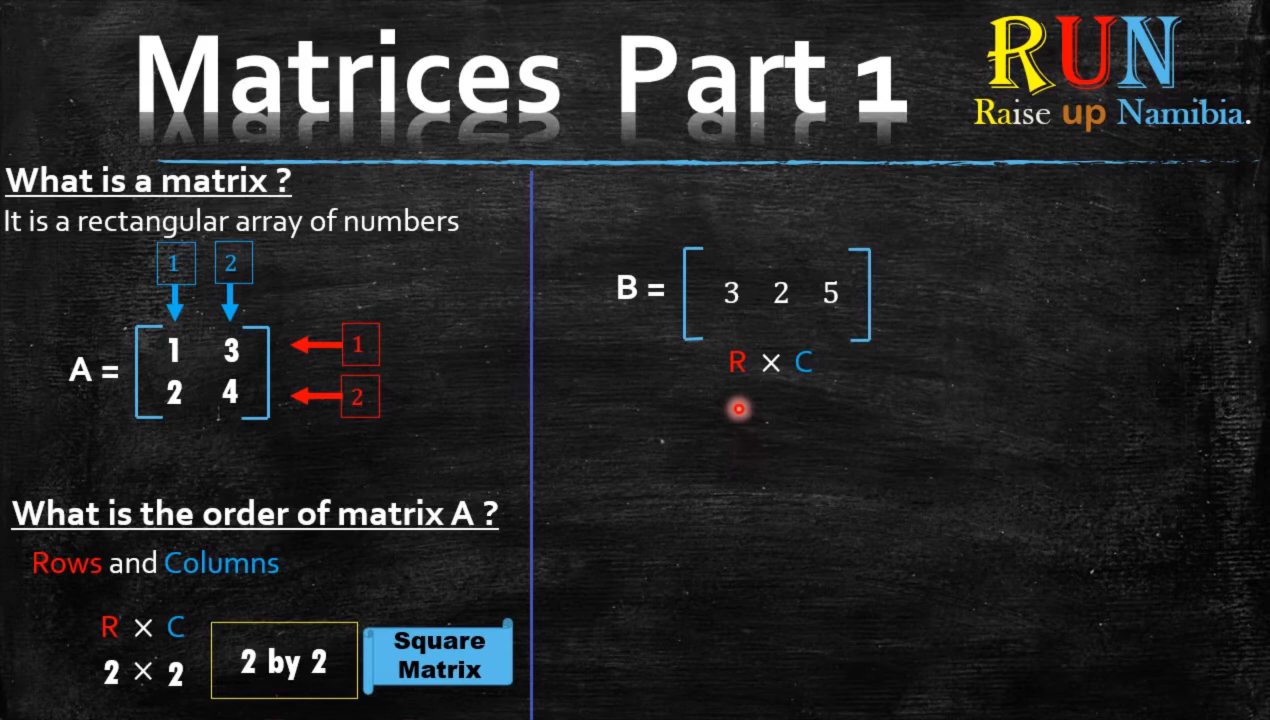 Matrices Part 1
RUN
Raise up Namibia.
What is a matrix ?
It is a rectangular array of numbers
1 2
A =
1 3
2 4
1
2
What is the order of matrix A ?
Rows and Columns
R × C
2 × 2
2 by 2
Square
Matrix
B =
3 2 5
R × C